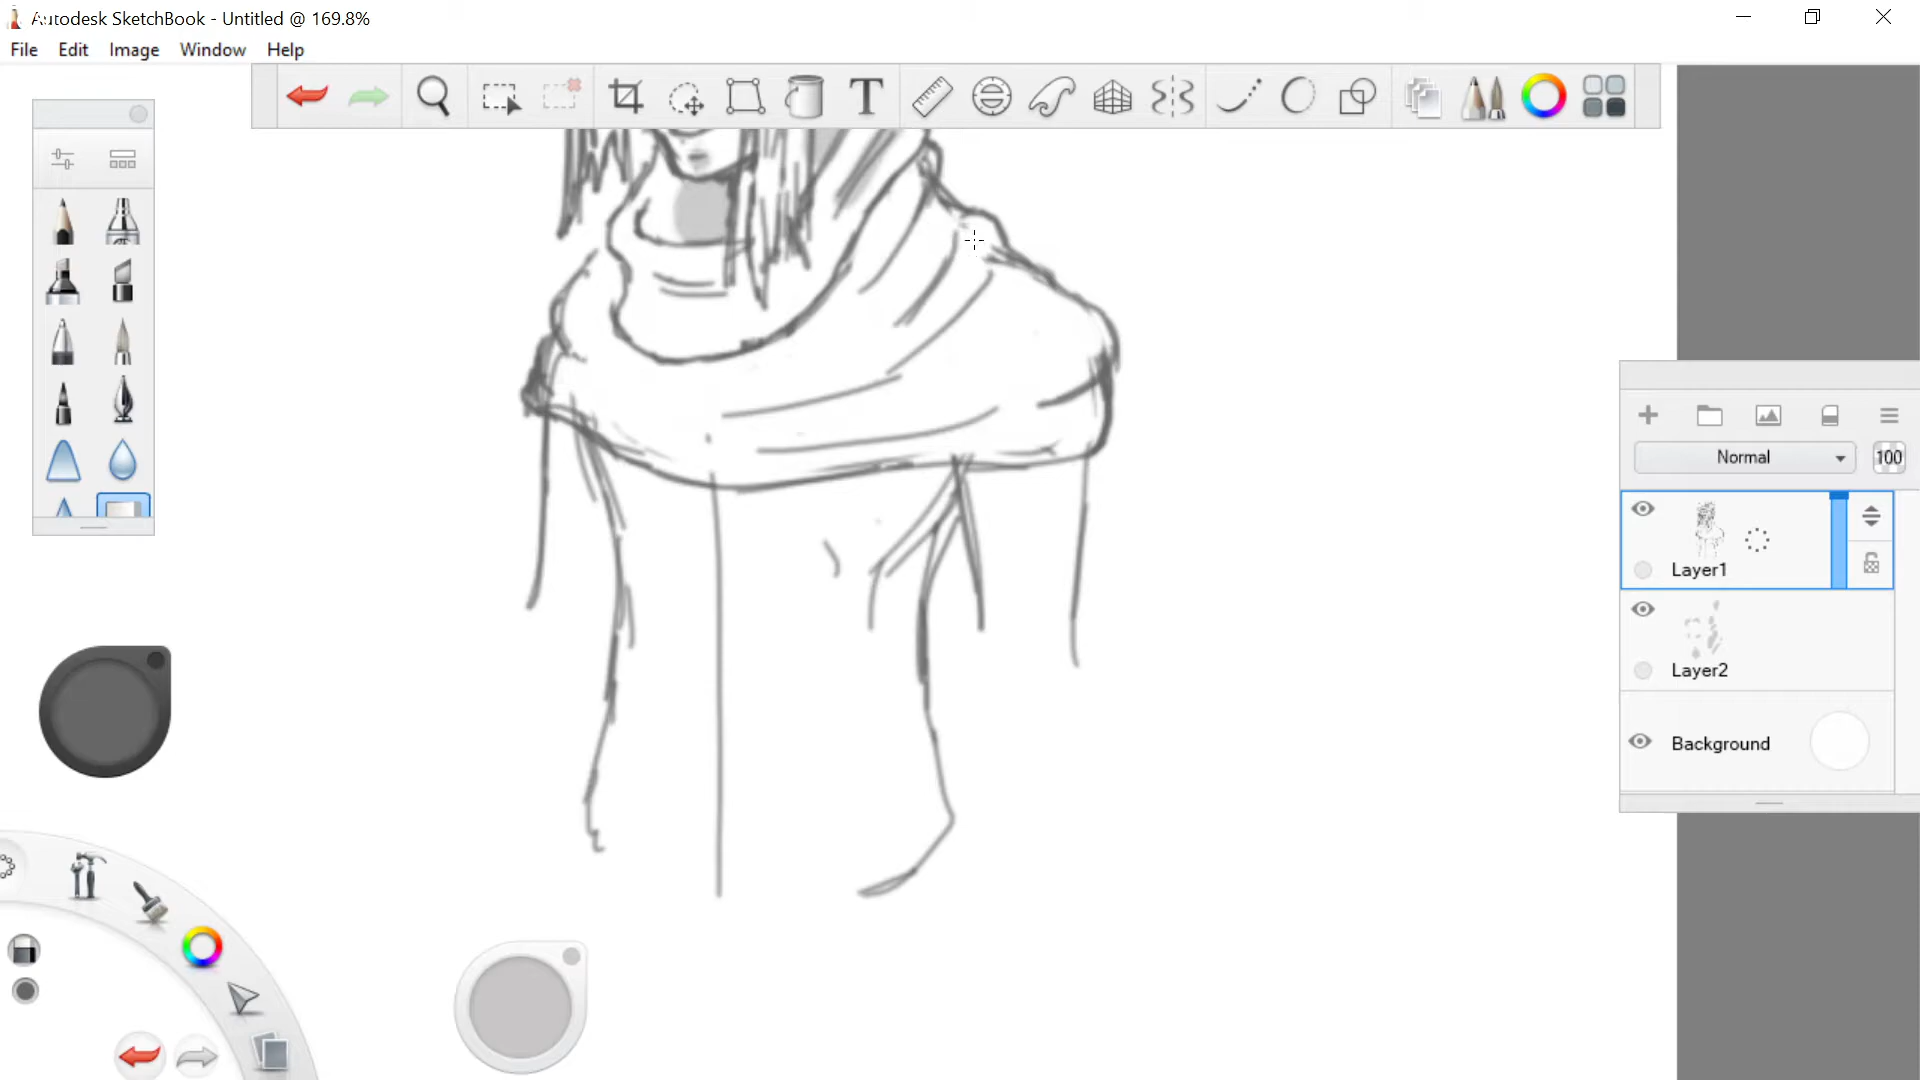 Autodesk SketchBook - Untitled @ 169.8%
File Edit Image Window Help
T
Normal 100
Layer1
Layer2
Background